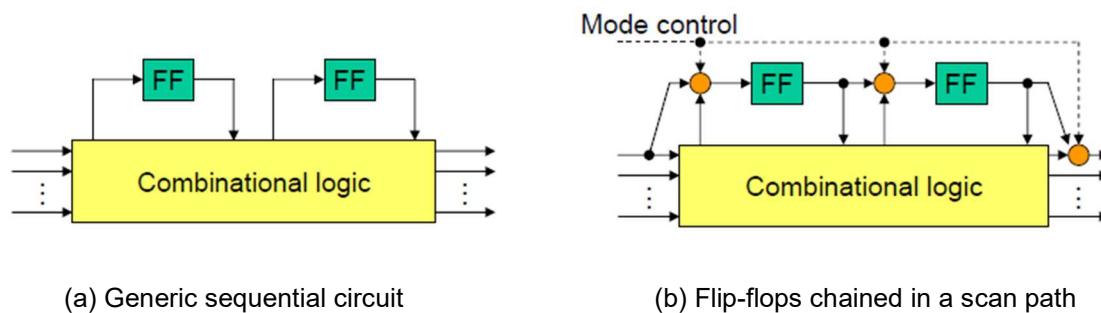 Mode control
FF
FF
FF
FF
Combinational logic
Combinational logic
(a) Generic sequential circuit
(b) Flip-flops chained in a scan path